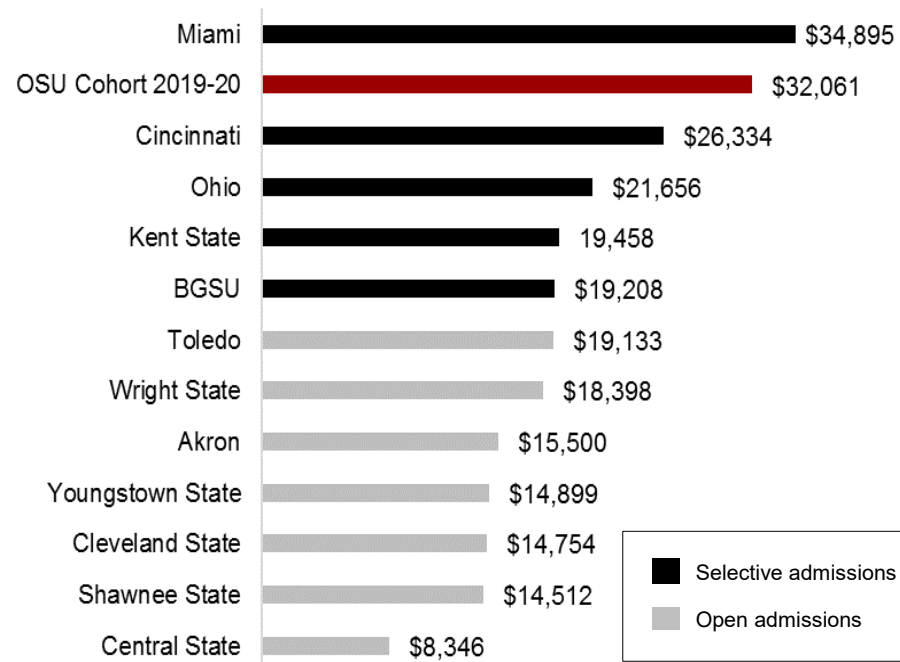 Miami $34,895
OSU Cohort 2019-20 $32,061
Cincinnati $26,334
Ohio $21,656
Kent State 19,458
BGSU $19,208
Toledo $19,133
Wright State $18,398
Akron $15,500
Youngstown State $14,899
Cleveland State $14,754
Shawnee State $14,512
Central State $8,346
Selective admissions
Open admissions